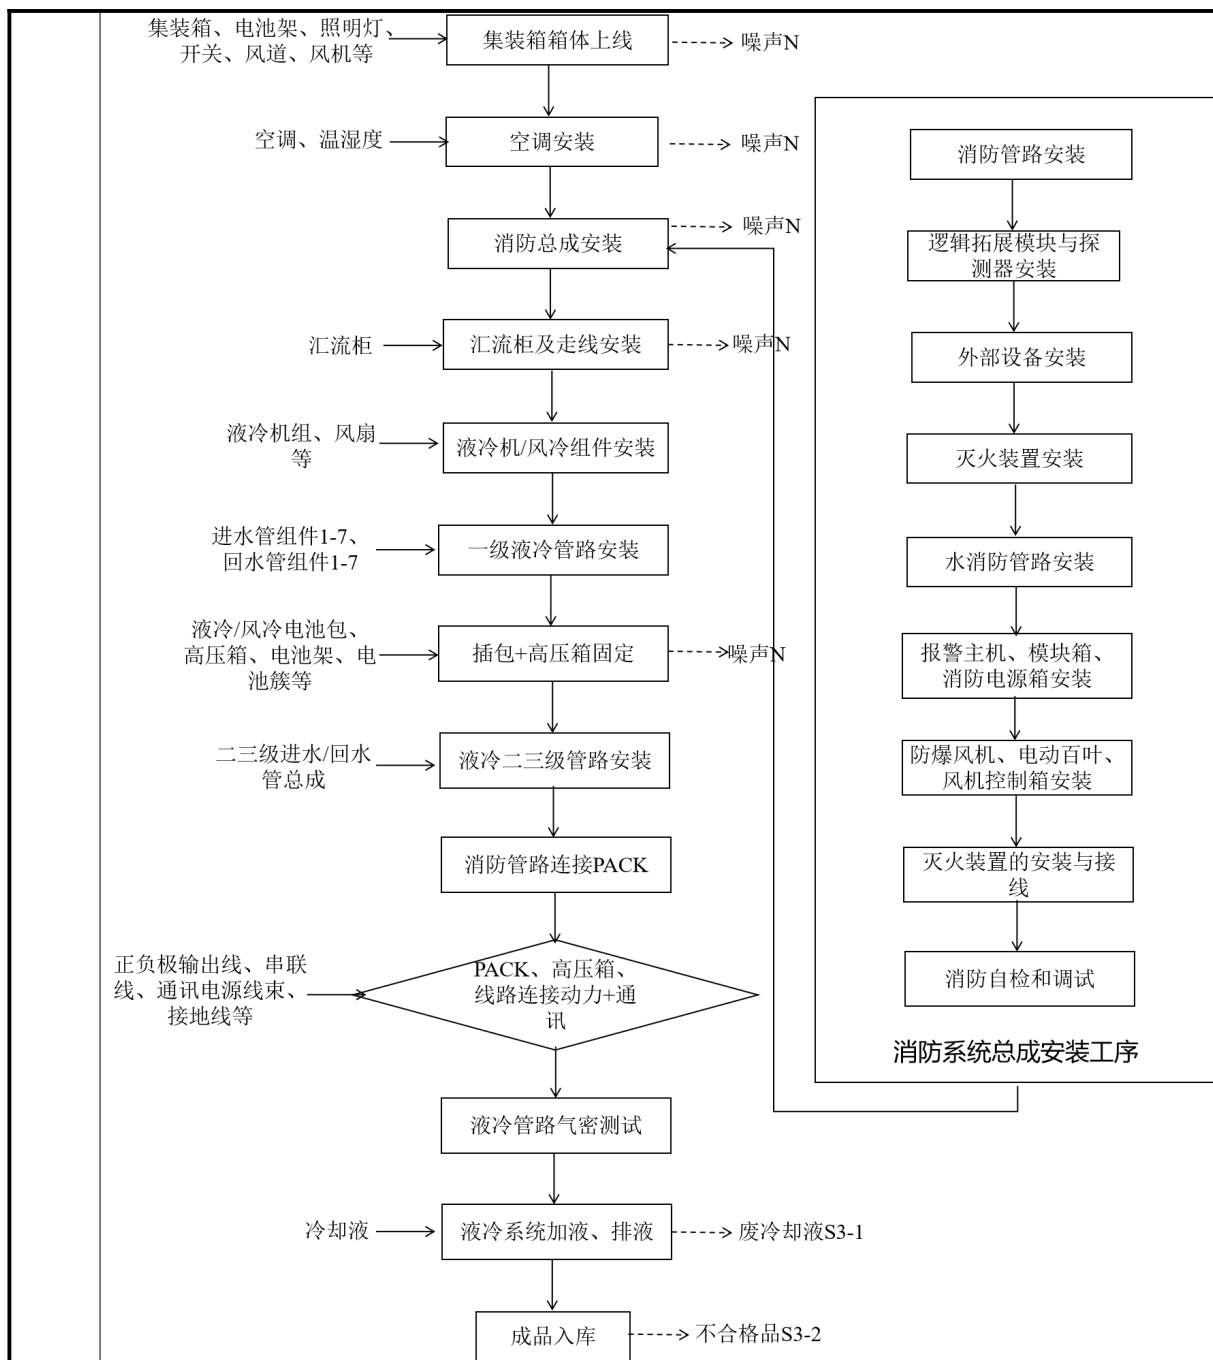 集装箱、电池架、照明灯、
开关、风道、风机等
集装箱箱体上线
噪声N
空调、温湿度
空调安装
噪声N
消防总成安装
噪声N
汇流柜
汇流柜及走线安装
噪声N
液冷机组、风扇
等
液冷机/风冷组件安装
进水管组件1-7、
回水管组件1-7
一级液冷管路安装
液冷/风冷电池包、
高压箱、电池架、电
池簇等
插包+高压箱固定
噪声N
二三级进水/回水
管总成
液冷二三级管路安装
消防管路连接PACK
正负极输出线、串联
线、通讯电源线束、
接地线等
PACK、高压箱、
线路连接动力+通
讯
液冷管路气密测试
冷却液
液冷系统加液、排液
废冷却液S3-1
成品入库
不合格品S3-2
消防管路安装
逻辑拓展模块与探
测器安装
外部设备安装
灭火装置安装
水消防管路安装
报警主机、模块箱、
消防电源箱安装
防爆风机、电动百叶、
风机控制箱安装
灭火装置的安装与接
线
消防自检和调试
消防系统总成安装工序